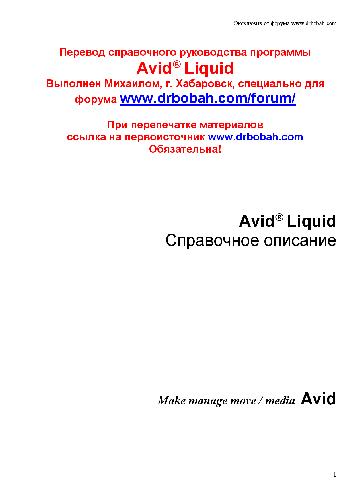 Перевод справочного руководства программы
Avid® Liquid
Выполнен Михаилом, г. Хабаровск, специально для
форума www.drbobah.com/forum/
При перепечатке материалов
ссылка на первоисточник www.drbobah.com
Обязательна!
Avid® Liquid
Справочное описание
Make manage move / media Avid
1